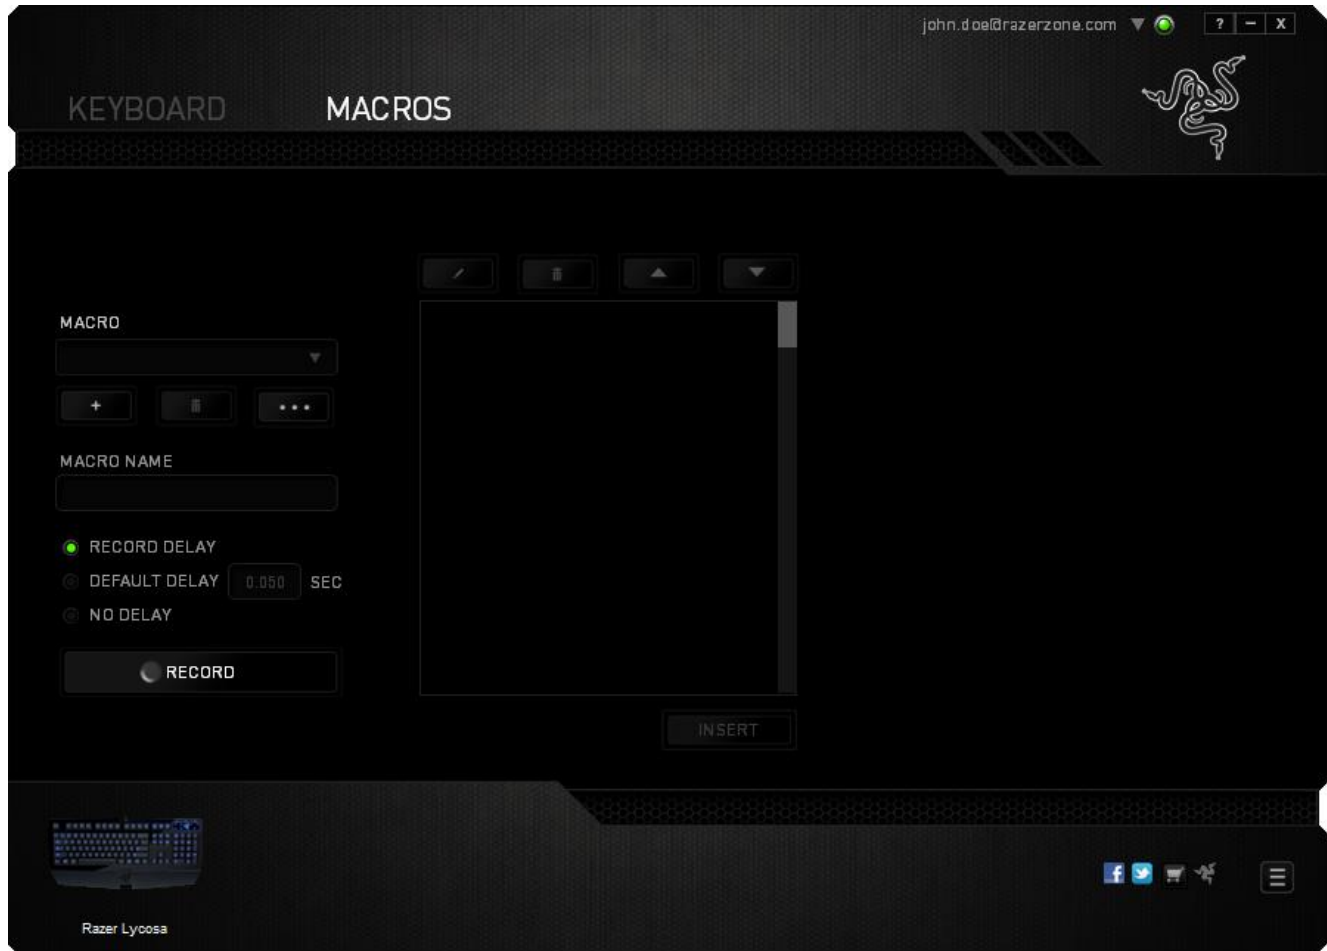 john.doe@razerzone.com
? – X
KEYBOARD MACROS
MACRO
+
MACRO NAME
RECORD DELAY
DEFAULT DELAY 0.050 SEC
NO DELAY
RECORD
INSERT
Razer Lycosa